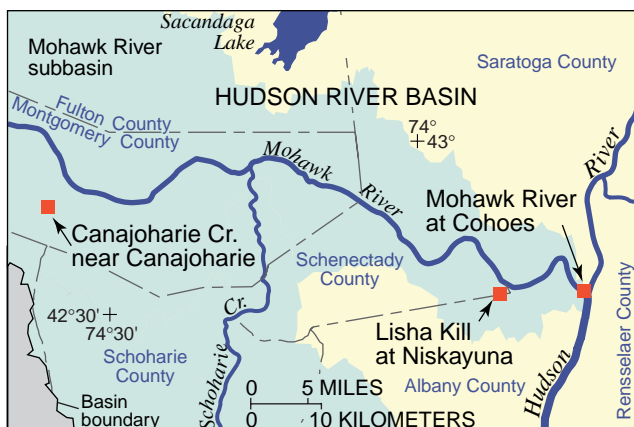 Sacandaga
Lake
Mohawk River
subbasin
Saratoga County
HUDSON RIVER BASIN
Fulton County
Montgomery County
74°
+43°
Mohawk
River
River
Mohawk River
at Cohoes
Canajoharie Cr.
near Canajoharie
Schenectady
County
42°30'+
74°30'
Cr.
Schoharie
Lisha Kill
at Niskayuna
Schoharie
County
Albany County
Hudson
Rensselaer County
0 5 MILES
0 10 KILOMETERS
Basin
boundary